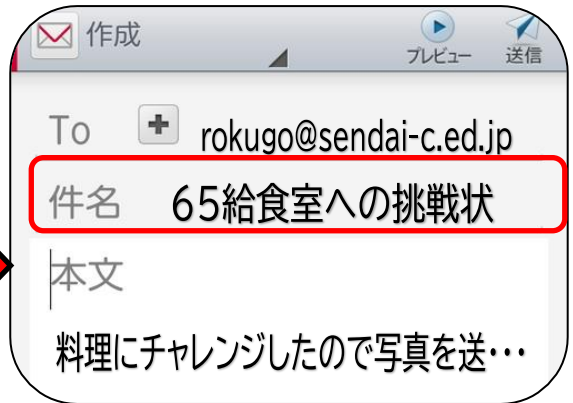 作成
プレビュー 送信
To rokugo@sendai-c.ed.jp
件名 65給食室への挑戦状
本文
料理にチャレンジしたので写真を送･･･